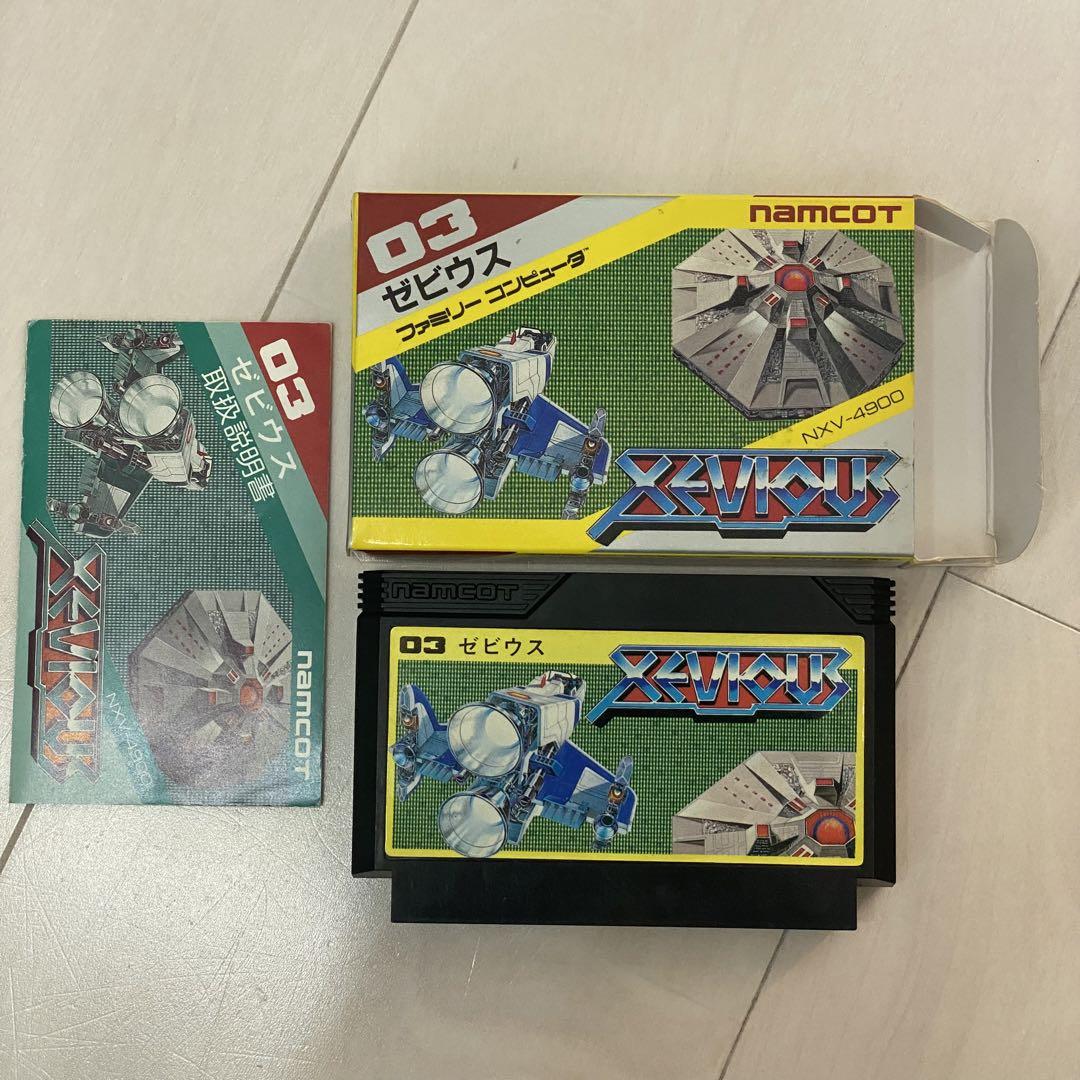 03
ゼビウス
ファミリーコンピュータ™
namcot
NXV-4900
XEVIOUS
03
ゼビウス
取扱説明書
XEVIOUS
namcot
NXV-4900
namcot
03 ゼビウス
XEVIOUS